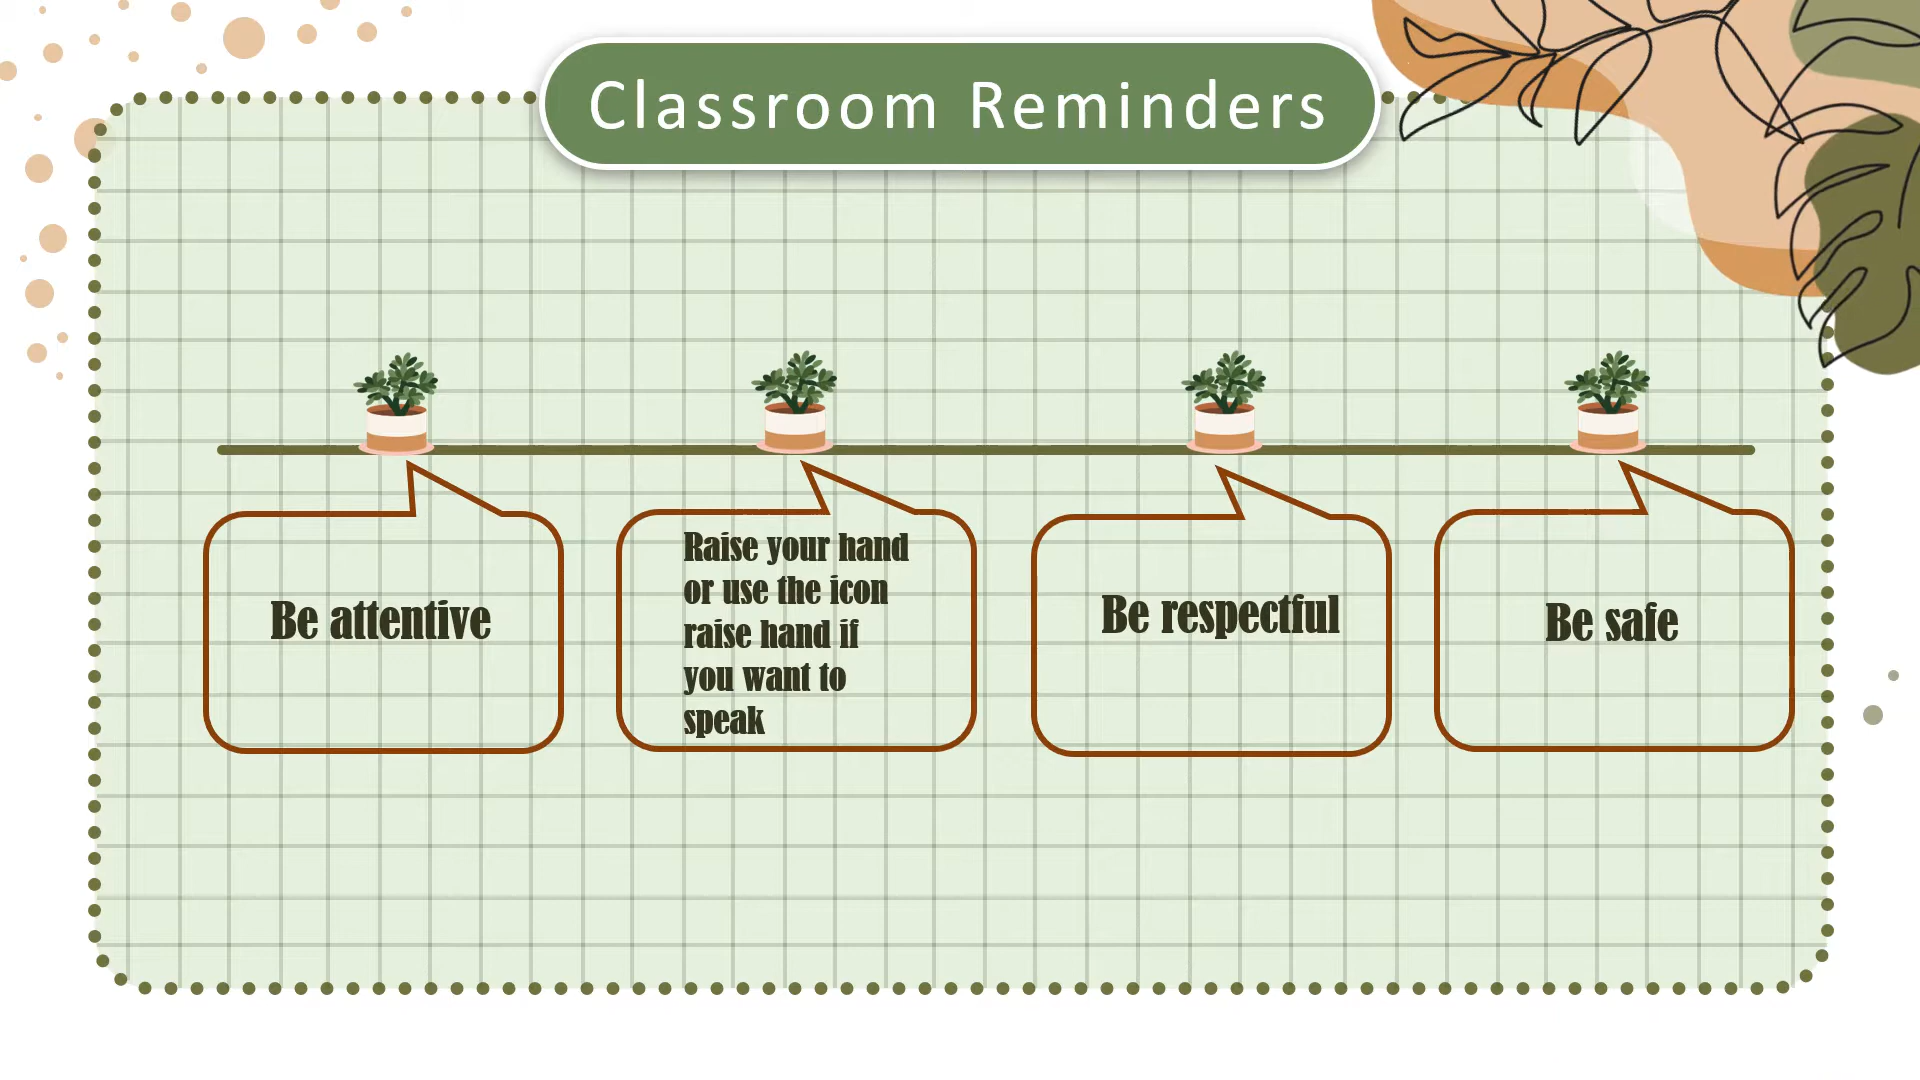 Classroom Reminders
Be attentive
Raise your hand
or use the icon
raise hand if
you want to
speak
Be respectful
Be safe